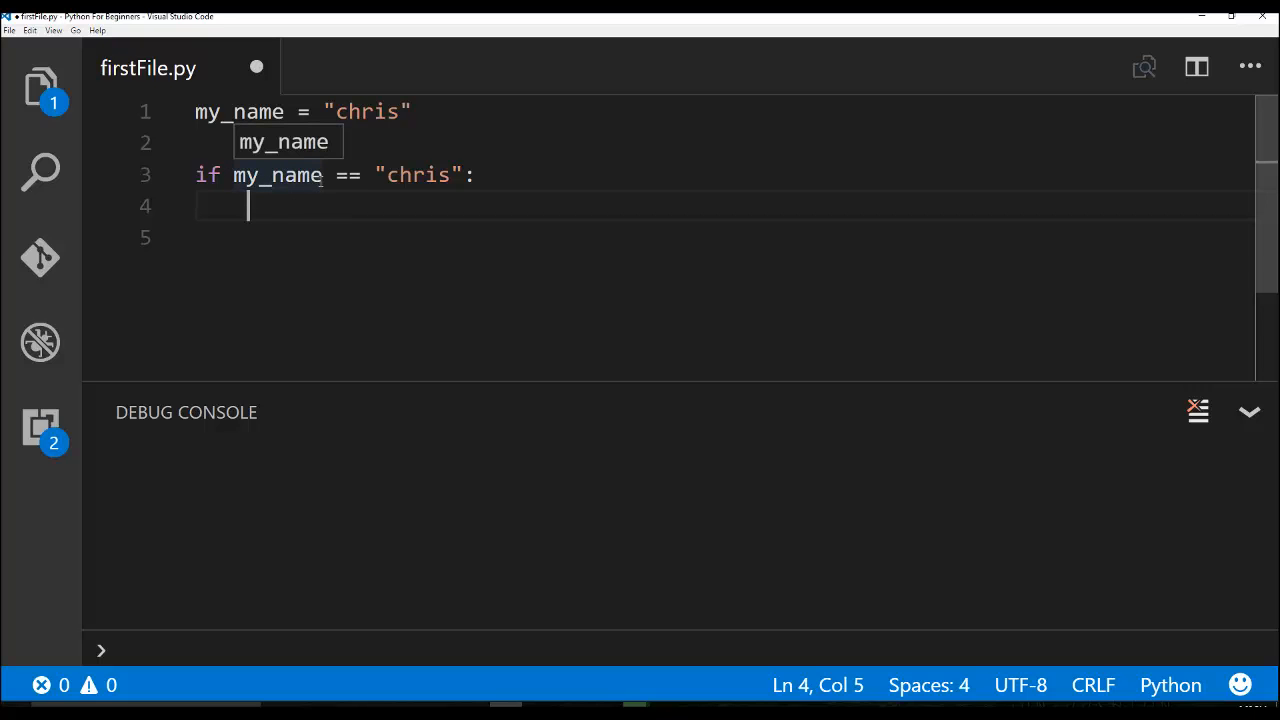 ● firstFile.py - Python For Beginners - Visual Studio Code
File Edit View Go Help
firstFile.py
1 my_name = "chris"
2
my_name
3 if my_name == "chris":
4
5
1
2
DEBUG CONSOLE
0 0 Ln 4, Col 5 Spaces: 4 UTF-8 CRLF Python